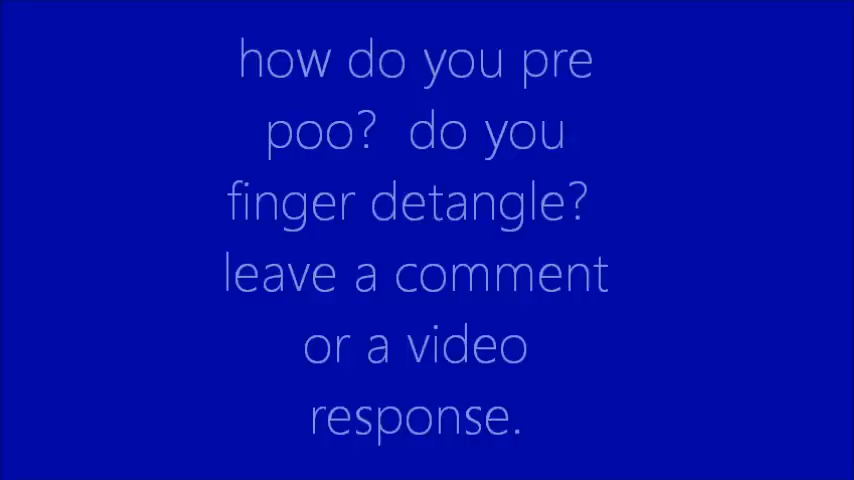 how do you pre
poo?  do you
finger detangle?
leave a comment
or a video
response.